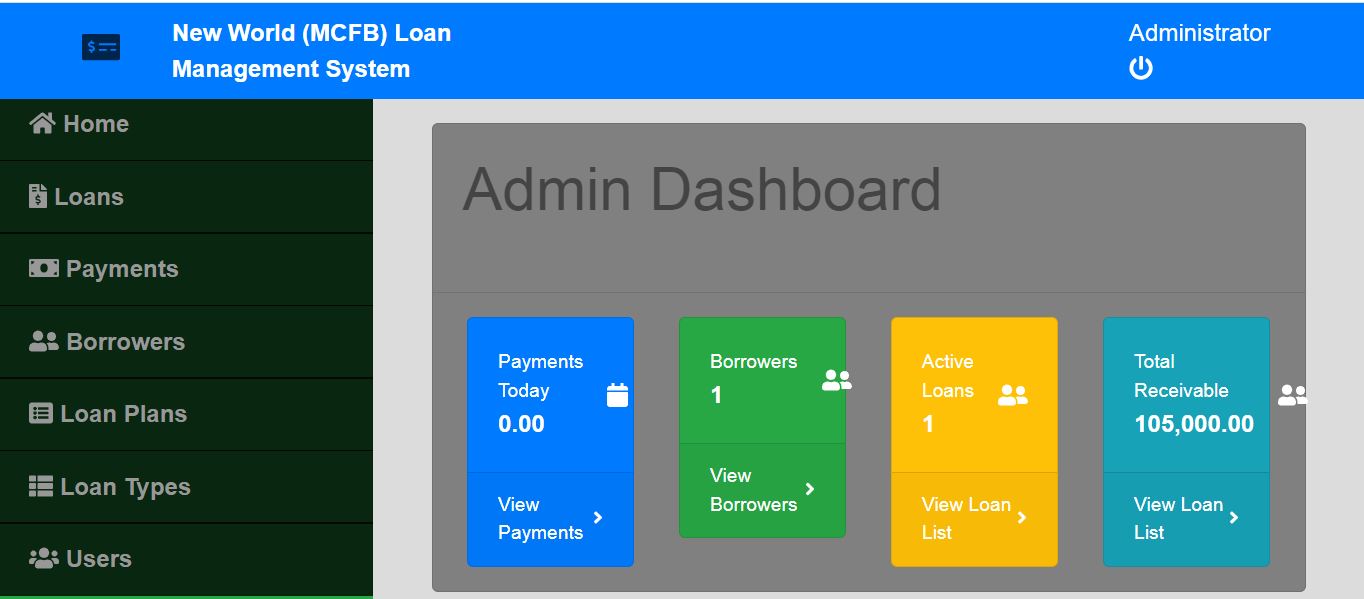 New World (MCFB) Loan
Management System
Administrator
Home
Loans
Payments
Borrowers
Loan Plans
Loan Types
Users
Admin Dashboard
Payments
Today
0.00
View
Payments
Borrowers
1
View
Borrowers
Active
Loans
1
View Loan
List
Total
Receivable
105,000.00
View Loan
List